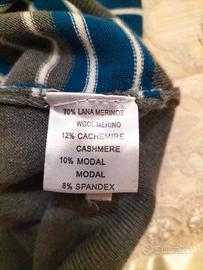 70% LANA MERINOS
WOOL MERINO
12% CACHEMIRE
CASHMERE
10% MODAL
MODAL
8% SPANDEX